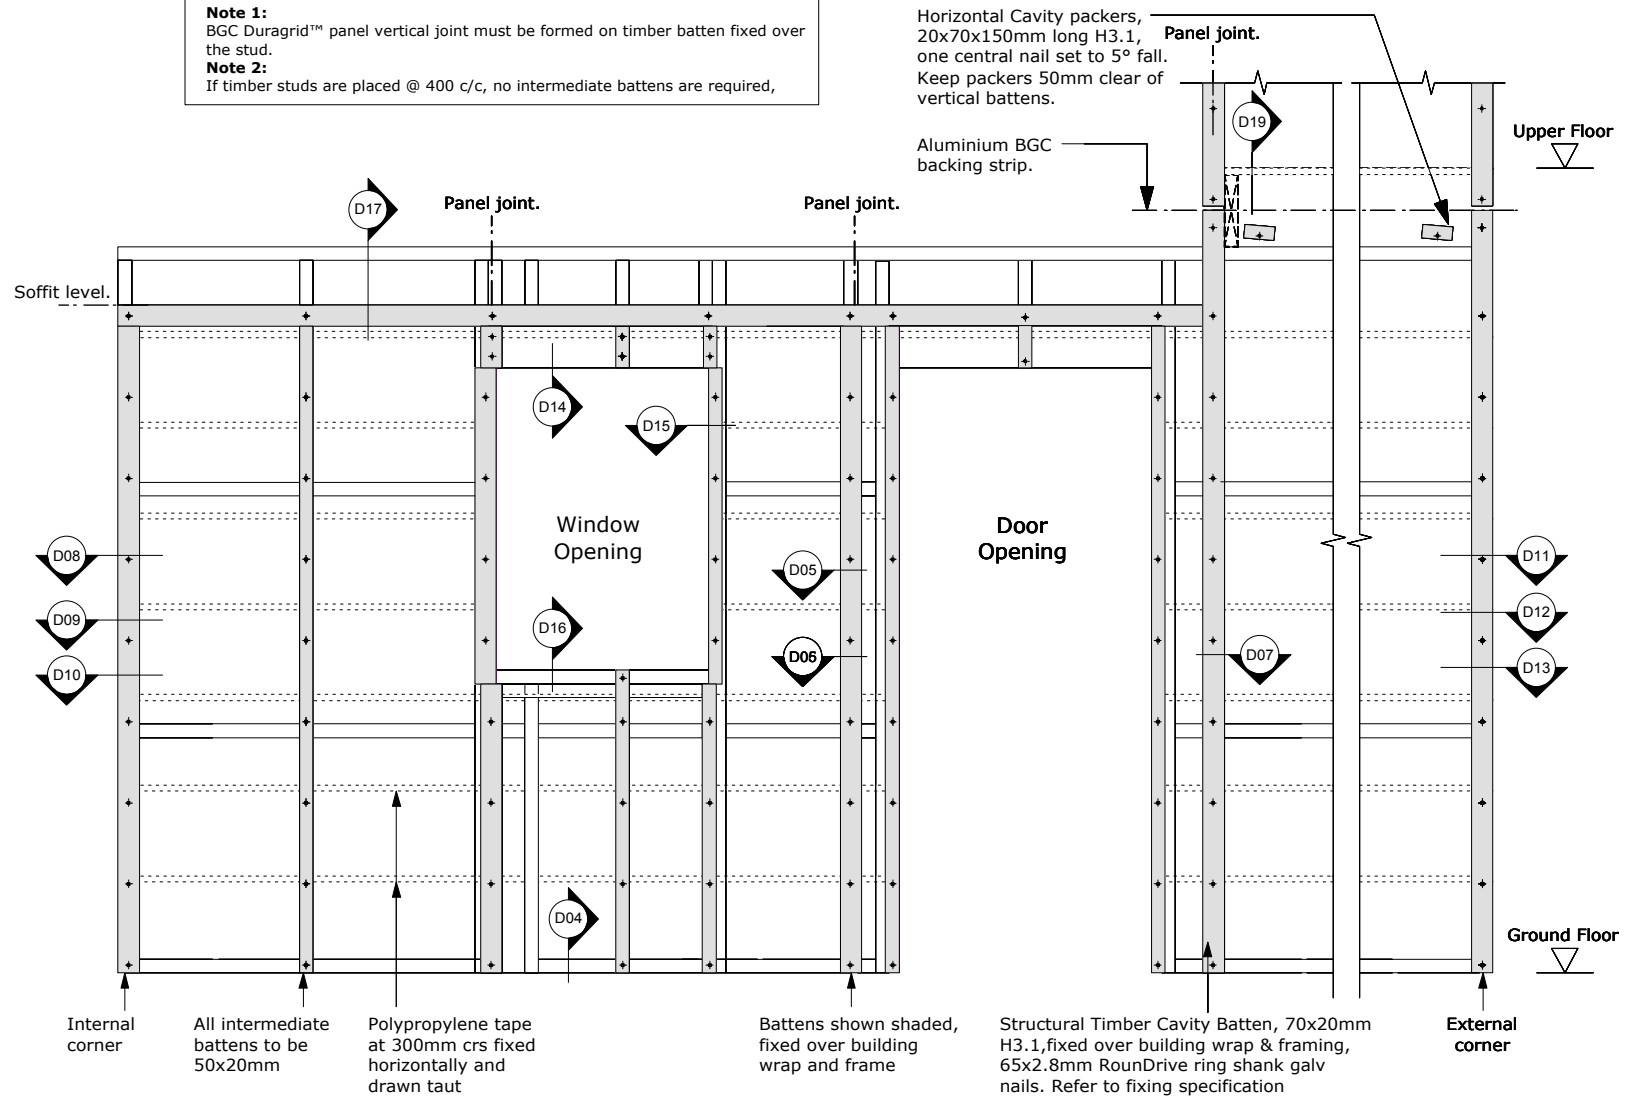 Note 1:
BGC Duragrid™ panel vertical joint must be formed on timber batten fixed over
the stud.
Note 2:
If timber studs are placed @ 400 c/c, no intermediate battens are required,
Horizontal Cavity packers,
20x70x150mm long H3.1,
one central nail set to 5° fall.
Keep packers 50mm clear of
vertical battens.
Panel joint.
D19
Upper Floor
Aluminium BGC
backing strip.
D17
Panel joint.
Panel joint.
Soffit level.
D14
D15
Window
Opening
Door
Opening
D08
D05
D11
D09
D16
D12
D10
D06
D07
D13
D04
Ground Floor
Internal
corner
All intermediate
battens to be
50x20mm
Polypropylene tape
at 300mm crs fixed
horizontally and
drawn taut
Battens shown shaded,
fixed over building
wrap and frame
Structural Timber Cavity Batten, 70x20mm
H3.1,fixed over building wrap & framing,
65x2.8mm RounDrive ring shank galv
nails. Refer to fixing specification
External
corner